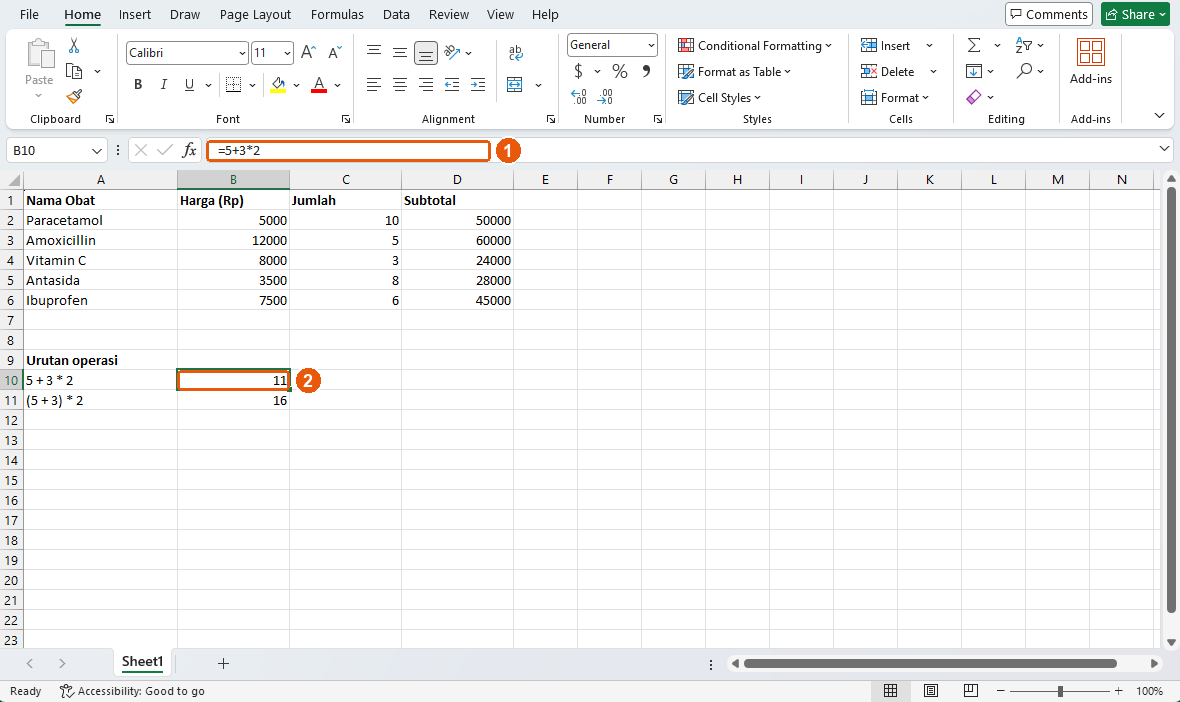 File Home Insert Draw Page Layout Formulas Data Review View Help Comments Share
Calibri 11 General Conditional Formatting Insert
Paste Format as Table Delete Add-ins
B I U A $ % Cell Styles Format
Clipboard Font Alignment Number Styles Cells Editing Add-ins
B10 fx =5+3*2 1
A B C D E F G H I J K L M N
1 Nama Obat Harga (Rp) Jumlah Subtotal
2 Paracetamol 5000 10 50000
3 Amoxicillin 12000 5 60000
4 Vitamin C 8000 3 24000
5 Antasida 3500 8 28000
6 Ibuprofen 7500 6 45000
7
8
9 Urutan operasi
10 5 + 3 * 2 11 2
11 (5 + 3) * 2 16
12
13
14
15
16
17
18
19
20
21
22
23
Sheet1
Ready Accessibility: Good to go 100%